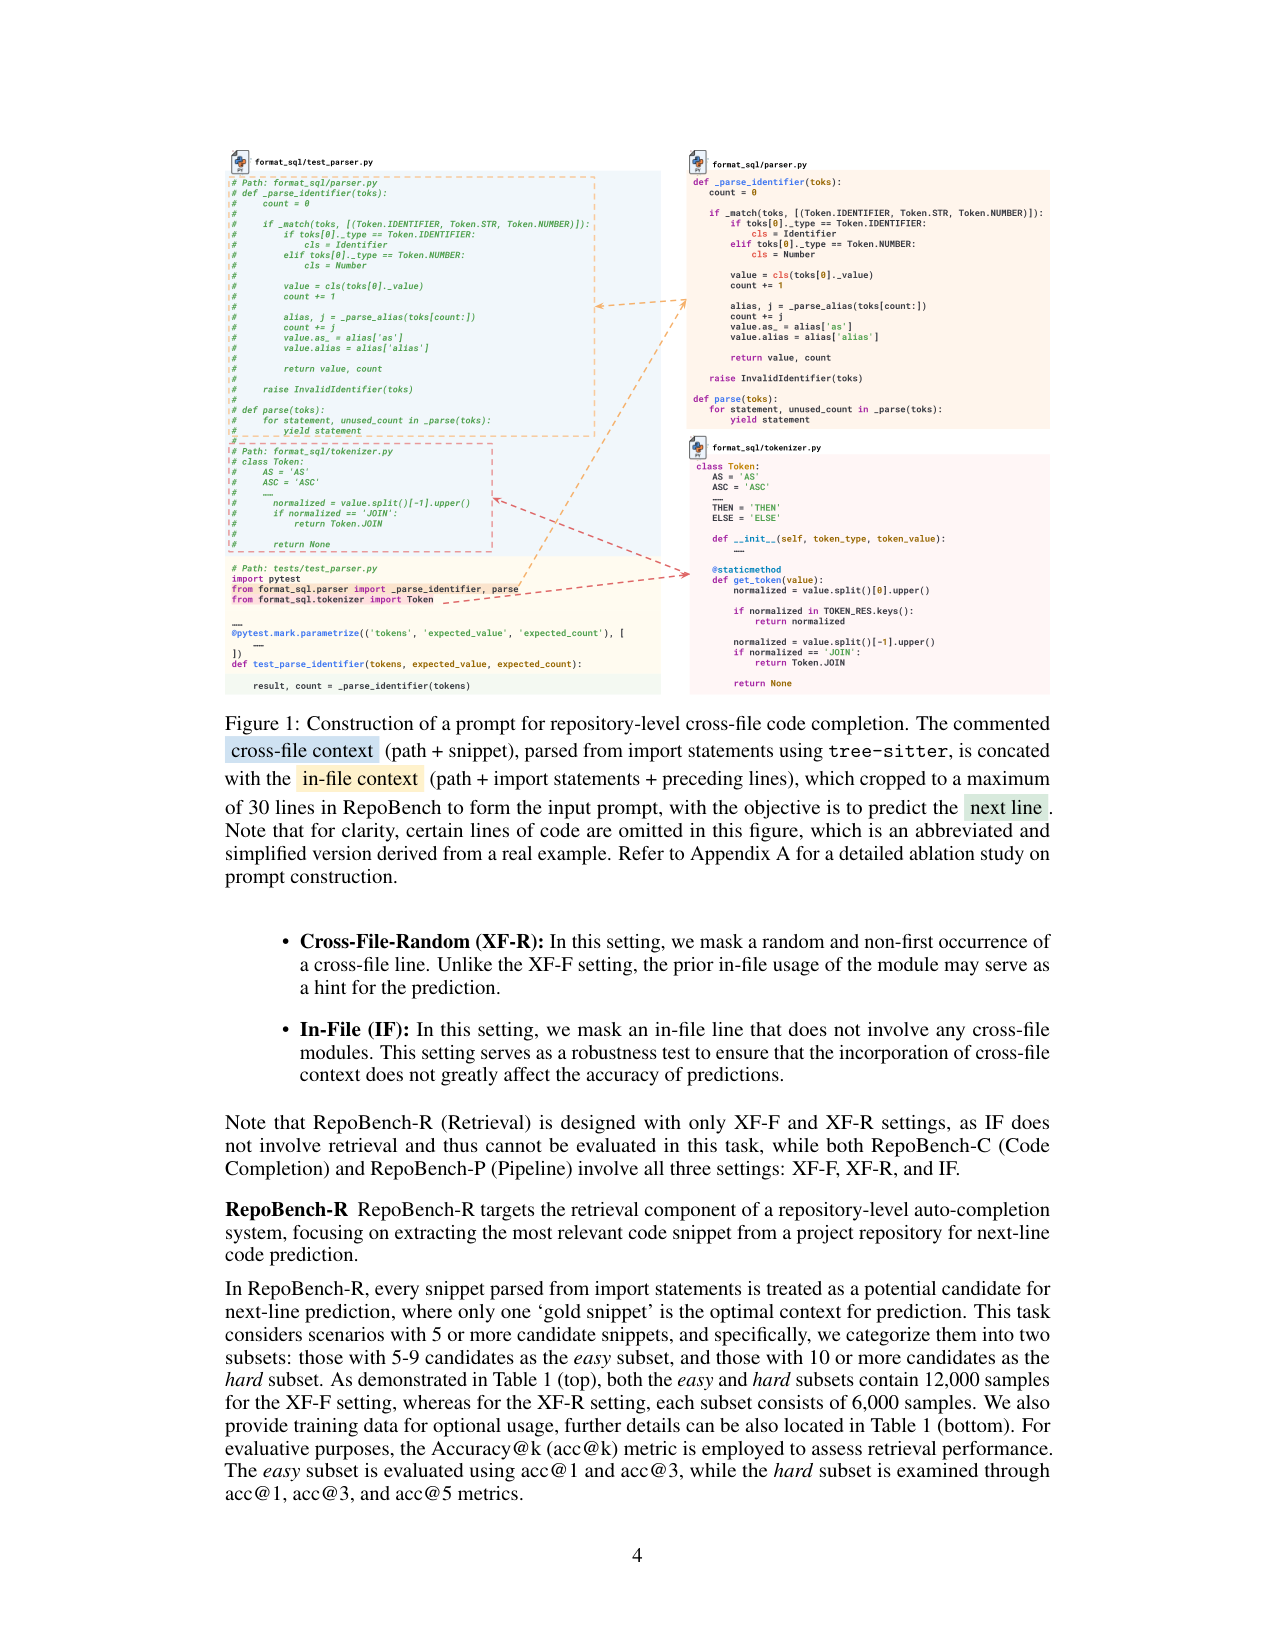 format_sql/test_parser.py
# Path: format_sql/parser.py
# def _parse_identifier(toks):
#     count = 0
#
#     if _match(toks, [(Token.IDENTIFIER, Token.STR, Token.NUMBER)]):
#         if toks[0]._type == Token.IDENTIFIER:
#             cls = Identifier
#         elif toks[0]._type == Token.NUMBER:
#             cls = Number
#
#         value = cls(toks[0]._value)
#         count += 1
#
#         alias, j = _parse_alias(toks[count:])
#         count += j
#         value.as_ = alias['as']
#         value.alias = alias['alias']
#
#         return value, count
#
#     raise InvalidIdentifier(toks)
#
# def parse(toks):
#     for statement, unused_count in _parse(toks):
#         yield statement
#
# Path: format_sql/tokenizer.py
# class Token:
#     AS = 'AS'
#     ASC = 'ASC'
#     ……
#       normalized = value.split()[-1].upper()
#       if normalized == 'JOIN':
#           return Token.JOIN
#
#       return None
# Path: tests/test_parser.py
import pytest
from format_sql.parser import _parse_identifier, parse
from format_sql.tokenizer import Token
……
@pytest.mark.parametrize(('tokens', 'expected_value', 'expected_count'), [
    ……
])
def test_parse_identifier(tokens, expected_value, expected_count):
    result, count = _parse_identifier(tokens)
format_sql/parser.py
def _parse_identifier(toks):
    count = 0
    if _match(toks, [(Token.IDENTIFIER, Token.STR, Token.NUMBER)]):
        if toks[0]._type == Token.IDENTIFIER:
            cls = Identifier
        elif toks[0]._type == Token.NUMBER:
            cls = Number
        value = cls(toks[0]._value)
        count += 1
        alias, j = _parse_alias(toks[count:])
        count += j
        value.as_ = alias['as']
        value.alias = alias['alias']
        return value, count
    raise InvalidIdentifier(toks)
def parse(toks):
    for statement, unused_count in _parse(toks):
        yield statement
format_sql/tokenizer.py
class Token:
    AS = 'AS'
    ASC = 'ASC'
    ……
    THEN = 'THEN'
    ELSE = 'ELSE'
    def __init__(self, token_type, token_value):
        ……
    @staticmethod
    def get_token(value):
        normalized = value.split()[0].upper()
        if normalized in TOKEN_RES.keys():
            return normalized
        normalized = value.split()[-1].upper()
        if normalized == 'JOIN':
            return Token.JOIN
        return None
Figure 1: Construction of a prompt for repository-level cross-file code completion. The commented
cross-file context (path + snippet), parsed from import statements using tree-sitter, is concated
with the in-file context (path + import statements + preceding lines), which cropped to a maximum
of 30 lines in RepoBench to form the input prompt, with the objective is to predict the next line .
Note that for clarity, certain lines of code are omitted in this figure, which is an abbreviated and
simplified version derived from a real example. Refer to Appendix A for a detailed ablation study on
prompt construction.
• Cross-File-Random (XF-R): In this setting, we mask a random and non-first occurrence of
a cross-file line. Unlike the XF-F setting, the prior in-file usage of the module may serve as
a hint for the prediction.
• In-File (IF): In this setting, we mask an in-file line that does not involve any cross-file
modules. This setting serves as a robustness test to ensure that the incorporation of cross-file
context does not greatly affect the accuracy of predictions.
Note that RepoBench-R (Retrieval) is designed with only XF-F and XF-R settings, as IF does
not involve retrieval and thus cannot be evaluated in this task, while both RepoBench-C (Code
Completion) and RepoBench-P (Pipeline) involve all three settings: XF-F, XF-R, and IF.
RepoBench-R RepoBench-R targets the retrieval component of a repository-level auto-completion
system, focusing on extracting the most relevant code snippet from a project repository for next-line
code prediction.
In RepoBench-R, every snippet parsed from import statements is treated as a potential candidate for
next-line prediction, where only one ‘gold snippet’ is the optimal context for prediction. This task
considers scenarios with 5 or more candidate snippets, and specifically, we categorize them into two
subsets: those with 5-9 candidates as the easy subset, and those with 10 or more candidates as the
hard subset. As demonstrated in Table 1 (top), both the easy and hard subsets contain 12,000 samples
for the XF-F setting, whereas for the XF-R setting, each subset consists of 6,000 samples. We also
provide training data for optional usage, further details can be also located in Table 1 (bottom). For
evaluative purposes, the Accuracy@k (acc@k) metric is employed to assess retrieval performance.
The easy subset is evaluated using acc@1 and acc@3, while the hard subset is examined through
acc@1, acc@3, and acc@5 metrics.
4